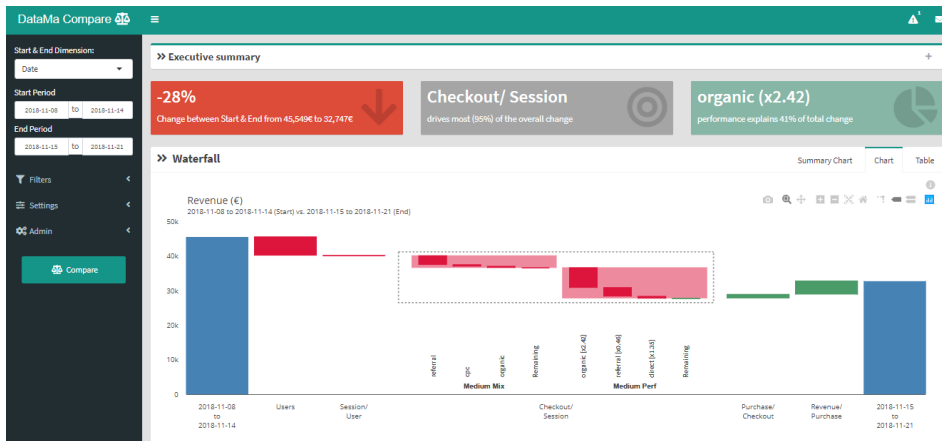 DataMa Compare
1
Start & End Dimension:
Date
Start Period
2018-11-08 to 2018-11-14
End Period
2018-11-15 to 2018-11-21
Filters
Settings
Admin
Compare
Executive summary
-28%
Change between Start & End from 45,549€ to 32,747€
Checkout/ Session
drives most (95%) of the overall change
organic (x2.42)
performance explains 41% of total change
Waterfall
Summary Chart Chart Table
Revenue (€)
2018-11-08 to 2018-11-14 (Start) vs. 2018-11-15 to 2018-11-21 (End)
50k
40k
30k
20k
10k
0
referral
cpc
organic
Remaining
Medium Mix
organic [x2.42]
referral [x0.46]
direct [x1.35]
Remaining
Medium Perf
2018-11-08
to
2018-11-14
Users
Session/
User
Checkout/
Session
Purchase/
Checkout
Revenue/
Purchase
2018-11-15
to
2018-11-21